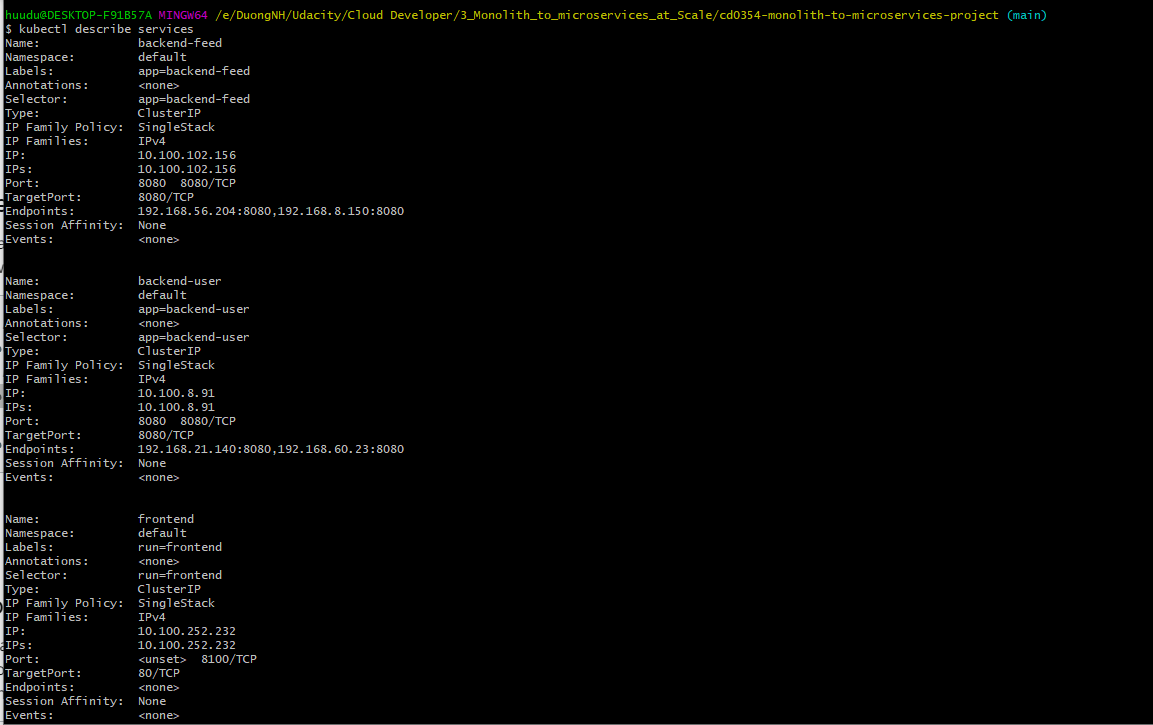 huudu@DESKTOP-F91B57A MINGW64 /e/DuongNH/Udacity/Cloud Developer/3_Monolith_to_microservices_at_Scale/cd0354-monolith-to-microservices-project (main)
$ kubectl describe services
Name: backend-feed
Namespace: default
Labels: app=backend-feed
Annotations: <none>
Selector: app=backend-feed
Type: ClusterIP
IP Family Policy: SingleStack
IP Families: IPv4
IP: 10.100.102.156
IPs: 10.100.102.156
Port: 8080 8080/TCP
TargetPort: 8080/TCP
Endpoints: 192.168.56.204:8080,192.168.8.150:8080
Session Affinity: None
Events: <none>
Name: backend-user
Namespace: default
Labels: app=backend-user
Annotations: <none>
Selector: app=backend-user
Type: ClusterIP
IP Family Policy: SingleStack
IP Families: IPv4
IP: 10.100.8.91
IPs: 10.100.8.91
Port: 8080 8080/TCP
TargetPort: 8080/TCP
Endpoints: 192.168.21.140:8080,192.168.60.23:8080
Session Affinity: None
Events: <none>
Name: frontend
Namespace: default
Labels: run=frontend
Annotations: <none>
Selector: run=frontend
Type: ClusterIP
IP Family Policy: SingleStack
IP Families: IPv4
IP: 10.100.252.232
IPs: 10.100.252.232
Port: <unset> 8100/TCP
TargetPort: 80/TCP
Endpoints: <none>
Session Affinity: None
Events: <none>